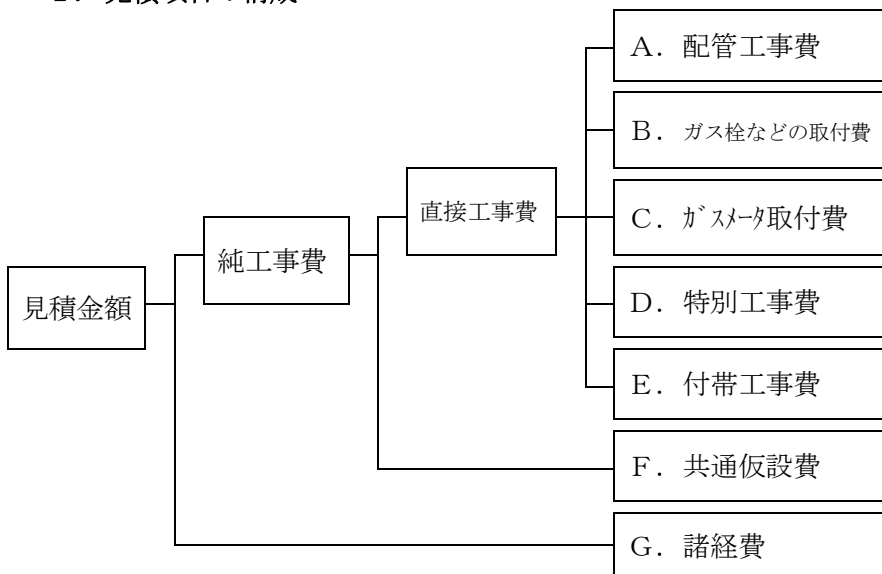 A．配管工事費
B．ガス栓などの取付費
直接工事費
C．ｶﾞｽﾒｰﾀ取付費
純工事費
見積金額
D．特別工事費
E．付帯工事費
F．共通仮設費
G．諸経費